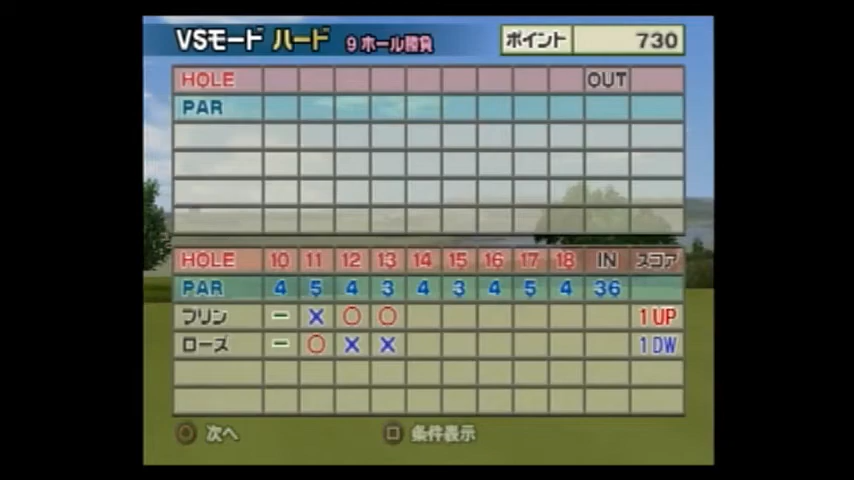 VSモード ハード 9ホール勝負 ポイント 730
HOLE OUT
PAR
HOLE 10 11 12 13 14 15 16 17 18 IN スコア
PAR 4 5 4 3 4 3 4 5 4 36
フリン － X ○ ○ 1UP
ローズ － ○ X X 1DW
○ 次へ □ 条件表示